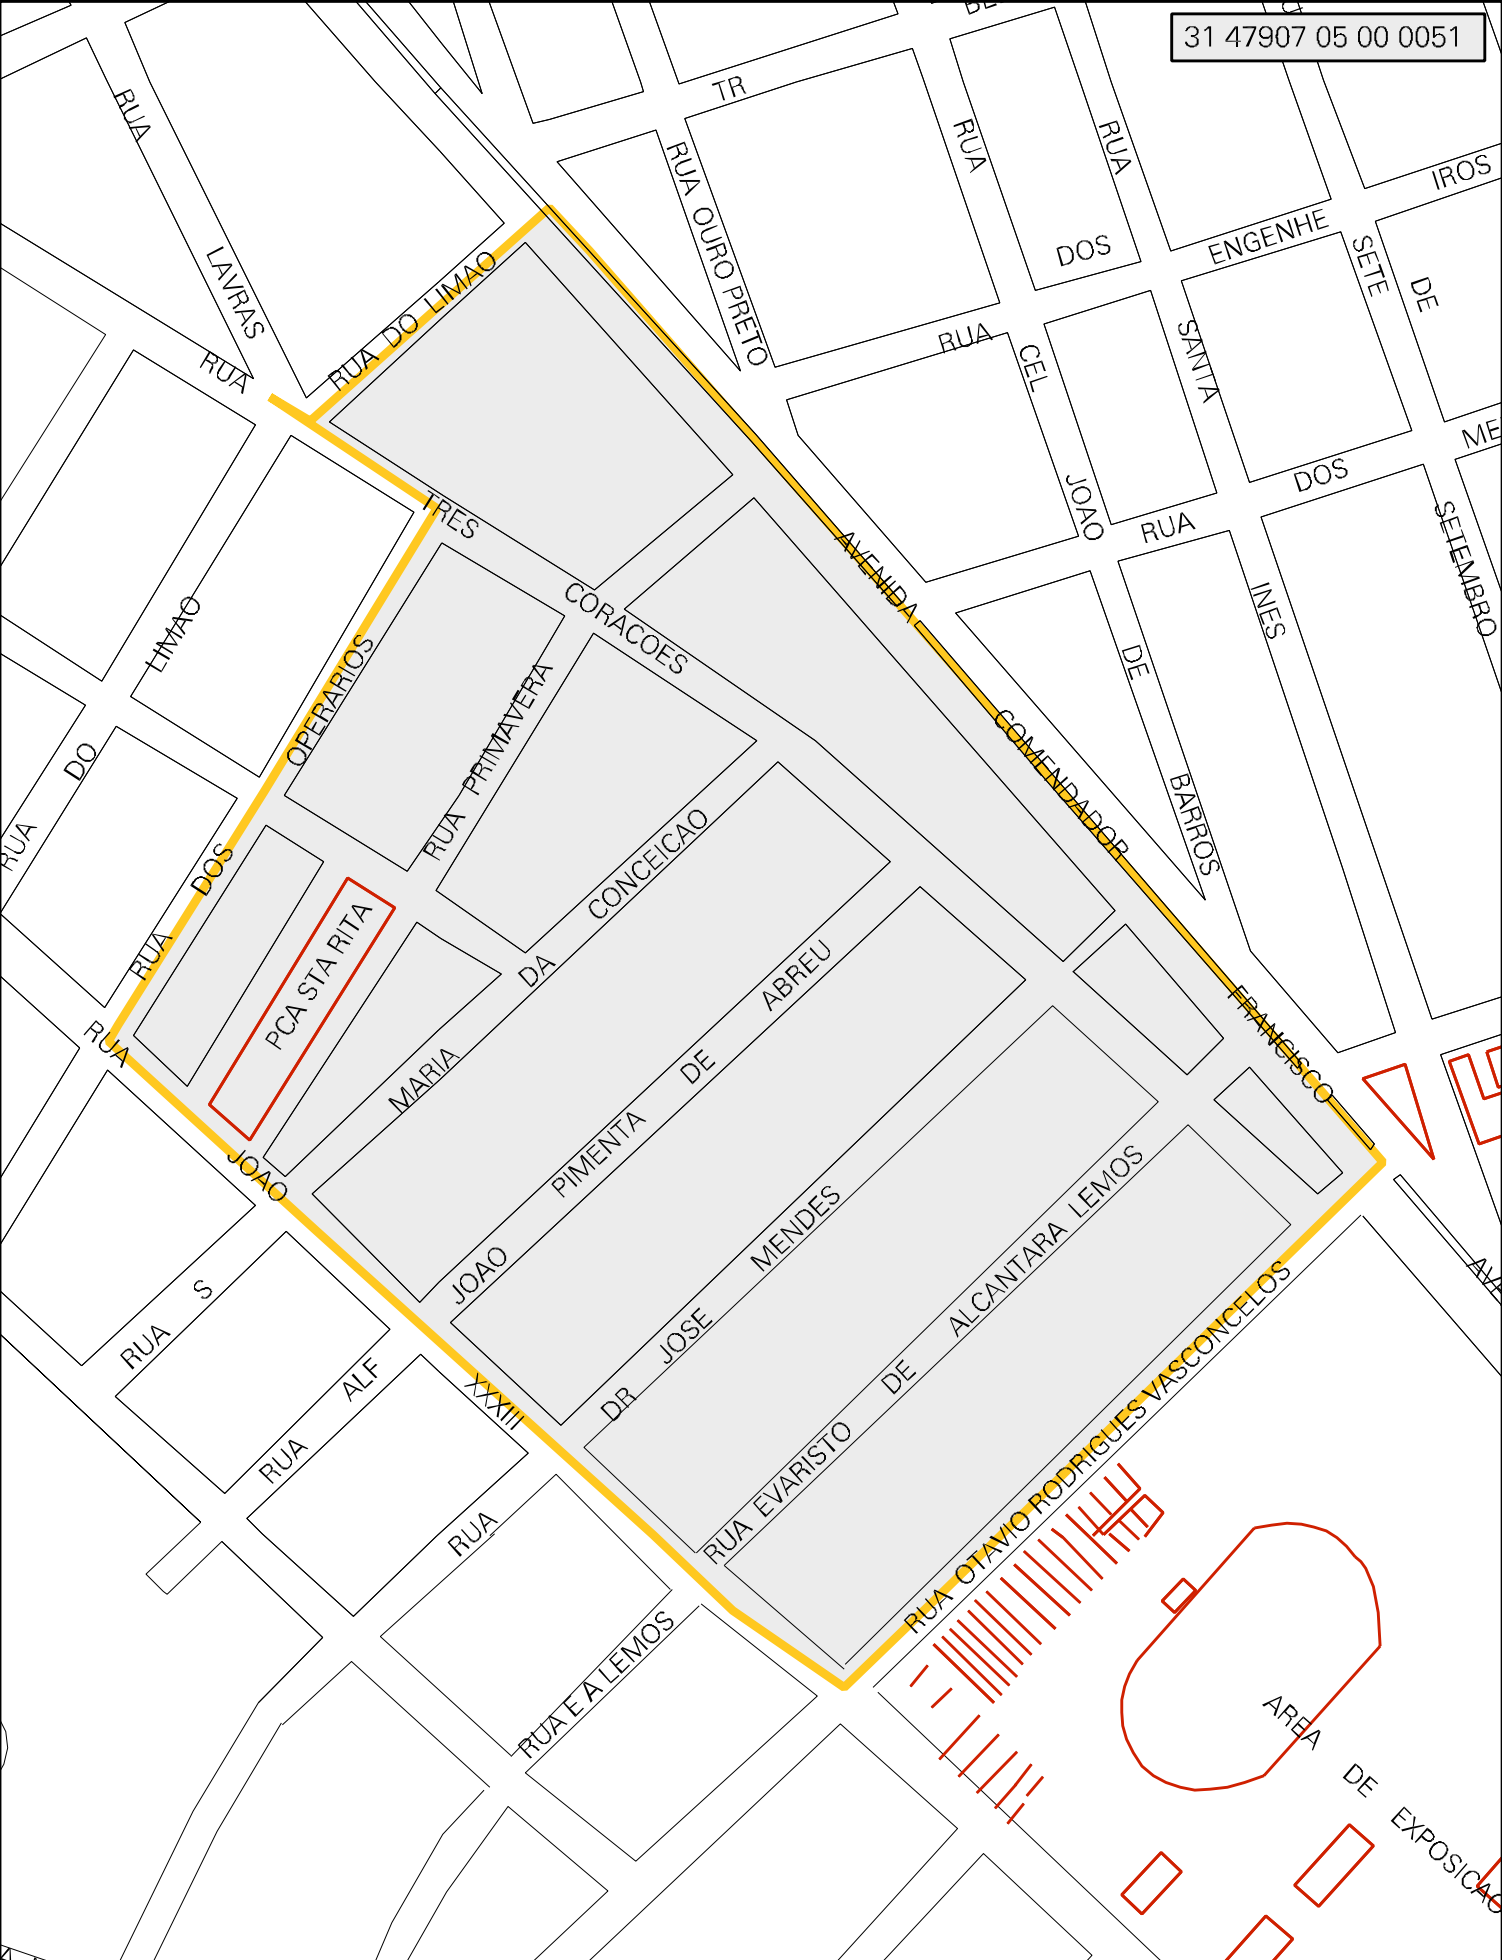 31 47907 05 00 0051
TR
RUA
RUA
RUA
IROS
ENGENHE
DOS
RUA
RUA OURO PRETO
SETE
DE
SETEMBRO
LAVRAS
RUA DO LIMAO
RUA
TRES
CORACOES
CEL
JOAO
DE
BARROS
SANTA
INES
ME
DOS
RUA
AVENIDA
COMENDADOR
FRANCISCO
LIMAO
DO
RUA
OPERARIOS
DOS
RUA
RUA PRIMAVERA
PCA STA RITA
CONCEICAO
DA
MARIA
ABREU
DE
PIMENTA
JOAO
MENDES
JOSE
DR
RUA EVARISTO DE ALCANTARA LEMOS
RUA OTAVIO RODRIGUES VASCONCELOS
RUA
JOAO
XXXIII
RUA S
RUA ALF
RUA
RUA E A LEMOS
AVE
AREA
DE
EXPOSICAO